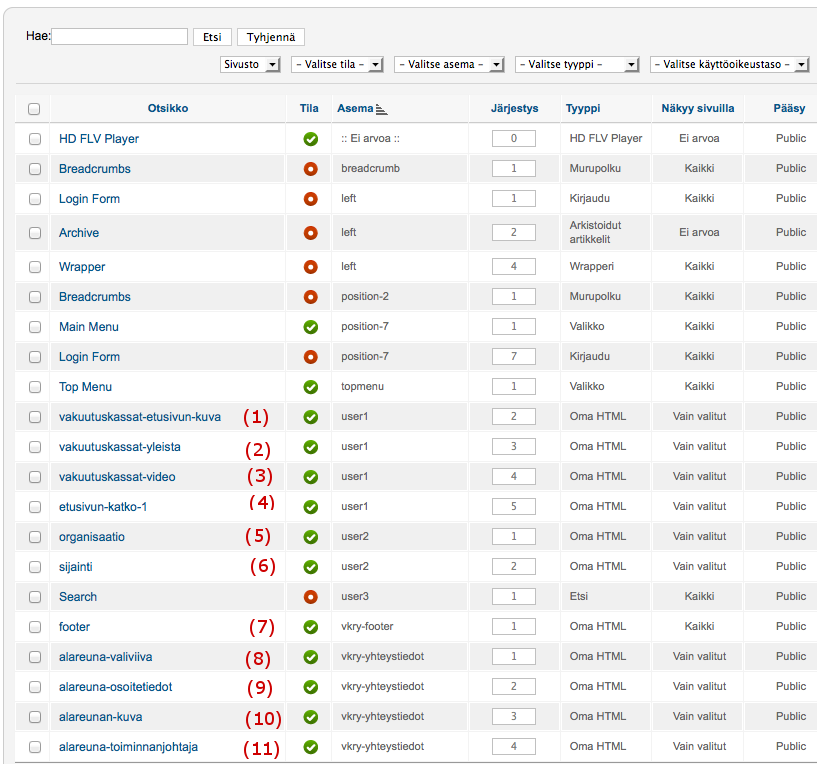 Hae: Etsi Tyhjennä
Sivusto – Valitse tila – – Valitse asema – – Valitse tyyppi – – Valitse käyttöoikeustaso –
Otsikko Tila Asema Järjestys Tyyppi Näkyy sivuilla Pääsy
HD FLV Player :: Ei arvoa :: 0 HD FLV Player Ei arvoa Public
Breadcrumbs breadcrumb 1 Murupolku Kaikki Public
Login Form left 1 Kirjaudu Kaikki Public
Archive left 2 Arkistoidut artikkelit Ei arvoa Public
Wrapper left 4 Wrapperi Kaikki Public
Breadcrumbs position-2 1 Murupolku Kaikki Public
Main Menu position-7 1 Valikko Kaikki Public
Login Form position-7 7 Kirjaudu Kaikki Public
Top Menu topmenu 1 Valikko Kaikki Public
vakuutuskassat-etusivun-kuva (1) user1 2 Oma HTML Vain valitut Public
vakuutuskassat-yleista (2) user1 3 Oma HTML Vain valitut Public
vakuutuskassat-video (3) user1 4 Oma HTML Vain valitut Public
etusivun-katko-1 (4) user1 5 Oma HTML Vain valitut Public
organisaatio (5) user2 1 Oma HTML Vain valitut Public
sijainti (6) user2 2 Oma HTML Vain valitut Public
Search user3 1 Etsi Kaikki Public
footer (7) vkry-footer 1 Oma HTML Kaikki Public
alareuna-valiviiva (8) vkry-yhteystiedot 1 Oma HTML Vain valitut Public
alareuna-osoitetiedot (9) vkry-yhteystiedot 2 Oma HTML Vain valitut Public
alareunan-kuva (10) vkry-yhteystiedot 3 Oma HTML Vain valitut Public
alareuna-toiminnanjohtaja (11) vkry-yhteystiedot 4 Oma HTML Vain valitut Public